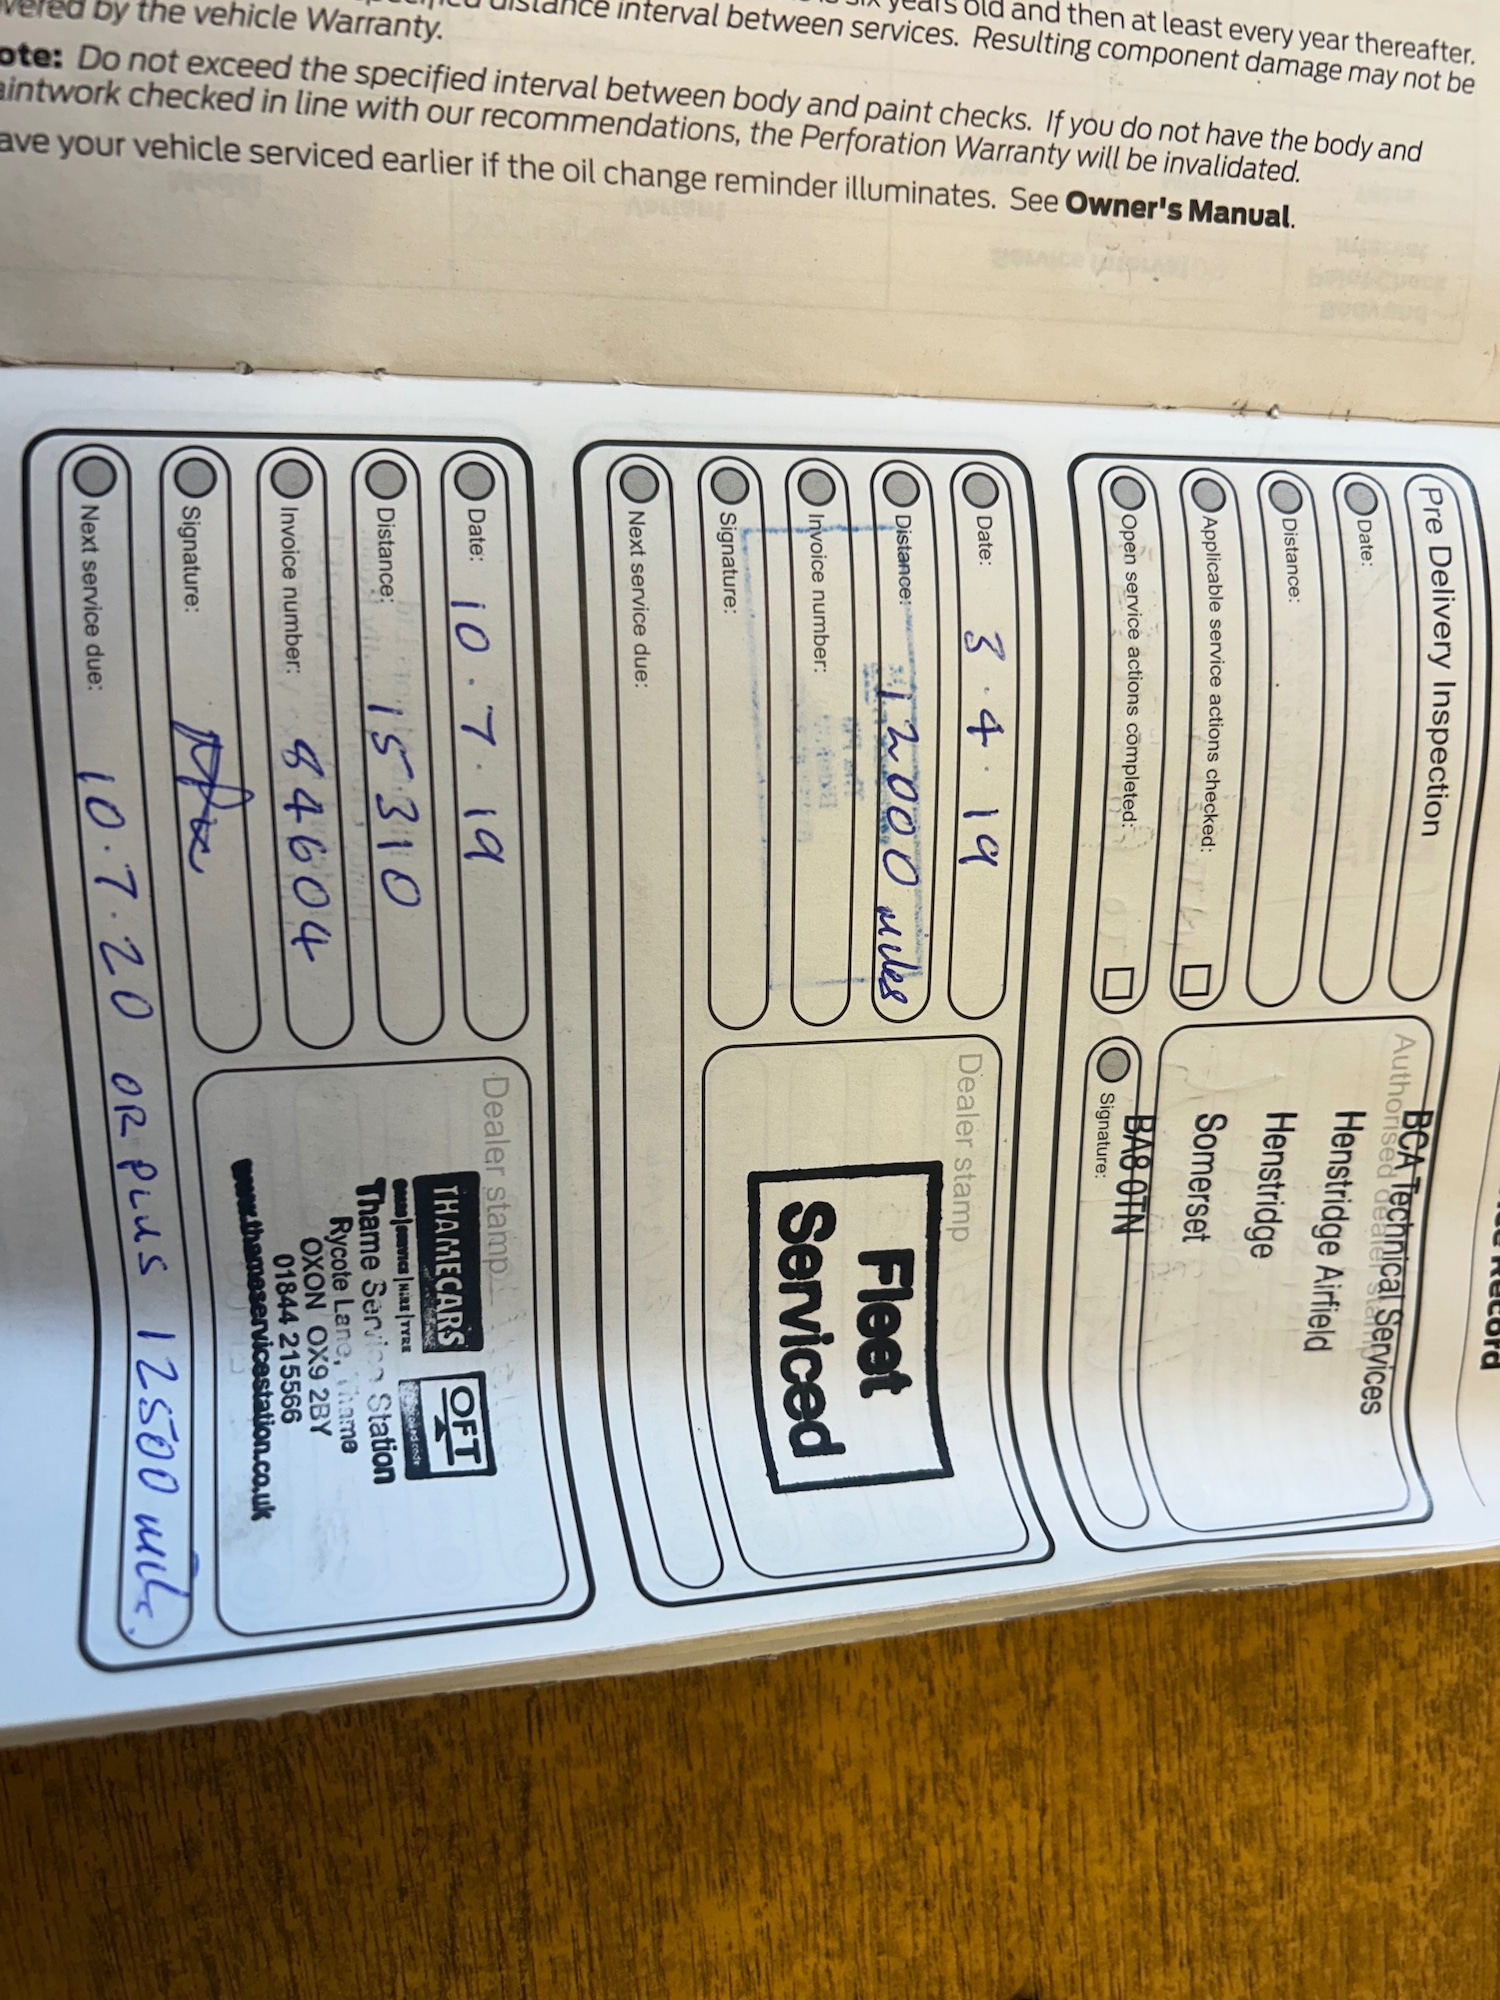 years old and then at least every year thereafter.
distance interval between services. Resulting component damage may not be
vered by the vehicle Warranty.
ote: Do not exceed the specified interval between body and paint checks. If you do not have the body and
aintwork checked in line with our recommendations, the Perforation Warranty will be invalidated.
ave your vehicle serviced earlier if the oil change reminder illuminates. See Owner's Manual.
Record
Pre Delivery Inspection
Date:
Distance:
Applicable service actions checked:
Open service actions completed:
Authorised dealer stamp
BCA Technical Services
Henstridge Airfield
Henstridge
Somerset
BA8 0TN
Signature:
Date: 3.4.19
Distance: 12000 miles
Invoice number:
Signature:
Next service due:
Dealer stamp
Fleet
Serviced
Date: 10.7.19
Distance: 15310
Invoice number: 84604
Signature:
Next service due: 10.7.20 OR PLUS 12500 mile
Dealer stamp
THAMECARS
OFT
HIRE | TYRE
Thame Service Station
Rycote Lane, Thame
OXON OX9 2BY
01844 215566
www.thameservicestation.co.uk